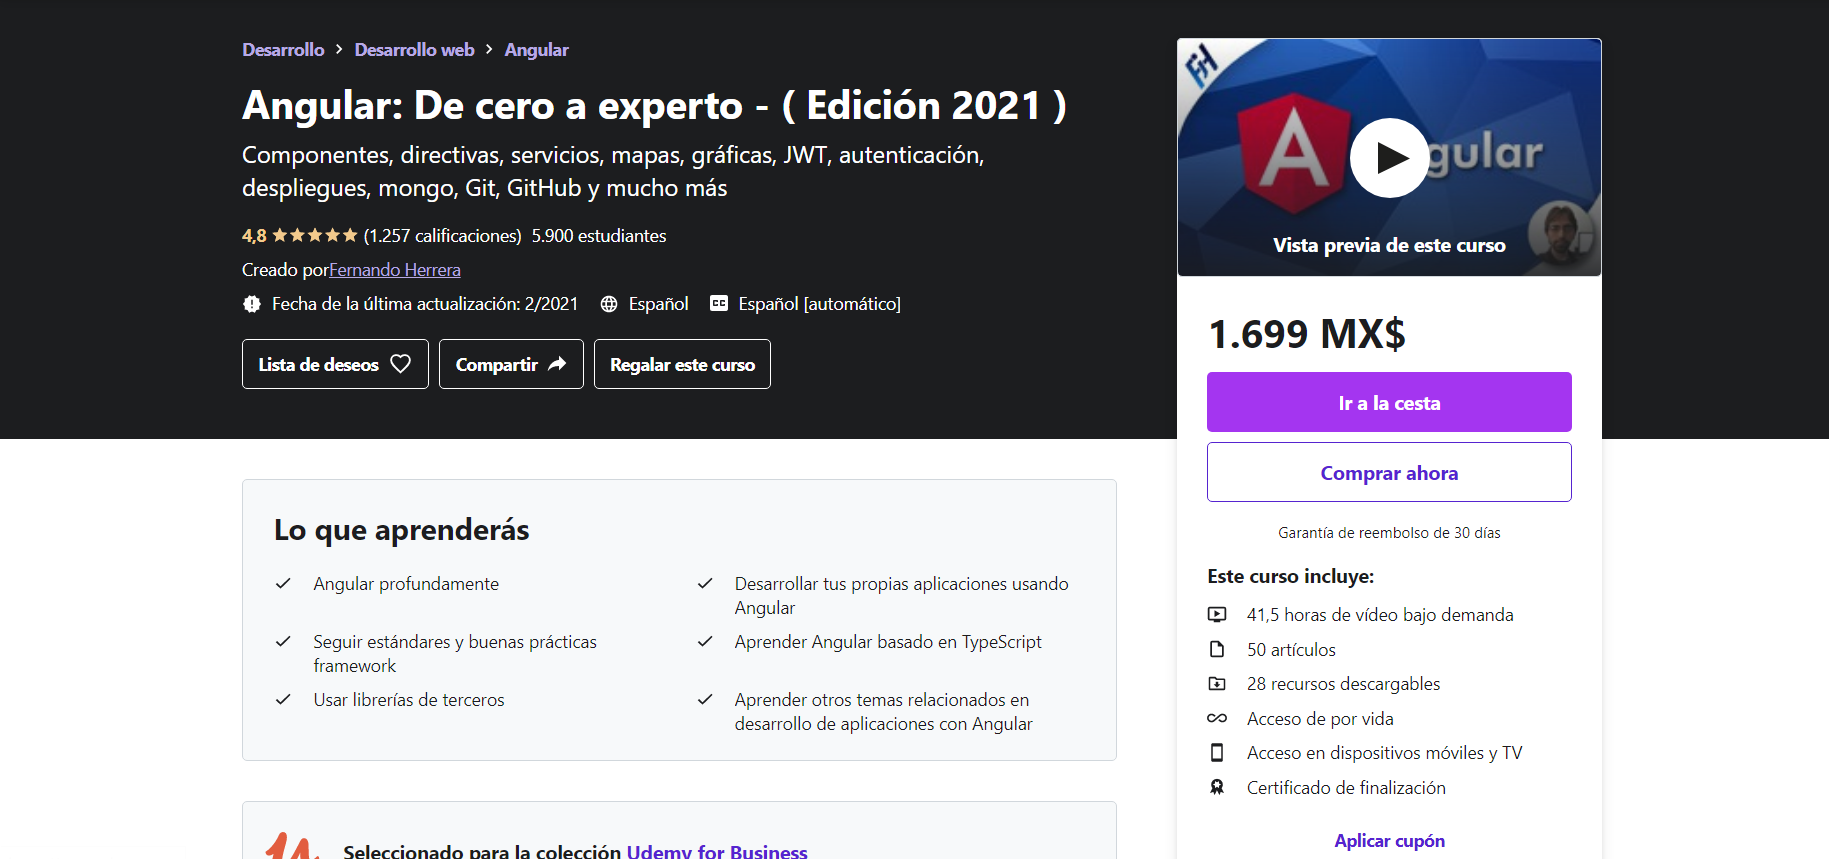 Desarrollo > Desarrollo web > Angular
Angular: De cero a experto - ( Edición 2021 )
Componentes, directivas, servicios, mapas, gráficas, JWT, autenticación,
despliegues, mongo, Git, GitHub y mucho más
4,8 (1.257 calificaciones) 5.900 estudiantes
Creado por Fernando Herrera
Fecha de la última actualización: 2/2021 Español CC Español [automático]
Lista de deseos Compartir Regalar este curso
Lo que aprenderás
Angular profundamente
Desarrollar tus propias aplicaciones usando
Angular
Seguir estándares y buenas prácticas
framework
Aprender Angular basado en TypeScript
Usar librerías de terceros
Aprender otros temas relacionados en
desarrollo de aplicaciones con Angular
Seleccionado para la colección Udemy for Business
FH
A gular
Vista previa de este curso
1.699 MX$
Ir a la cesta
Comprar ahora
Garantía de reembolso de 30 días
Este curso incluye:
41,5 horas de vídeo bajo demanda
50 artículos
28 recursos descargables
Acceso de por vida
Acceso en dispositivos móviles y TV
Certificado de finalización
Aplicar cupón